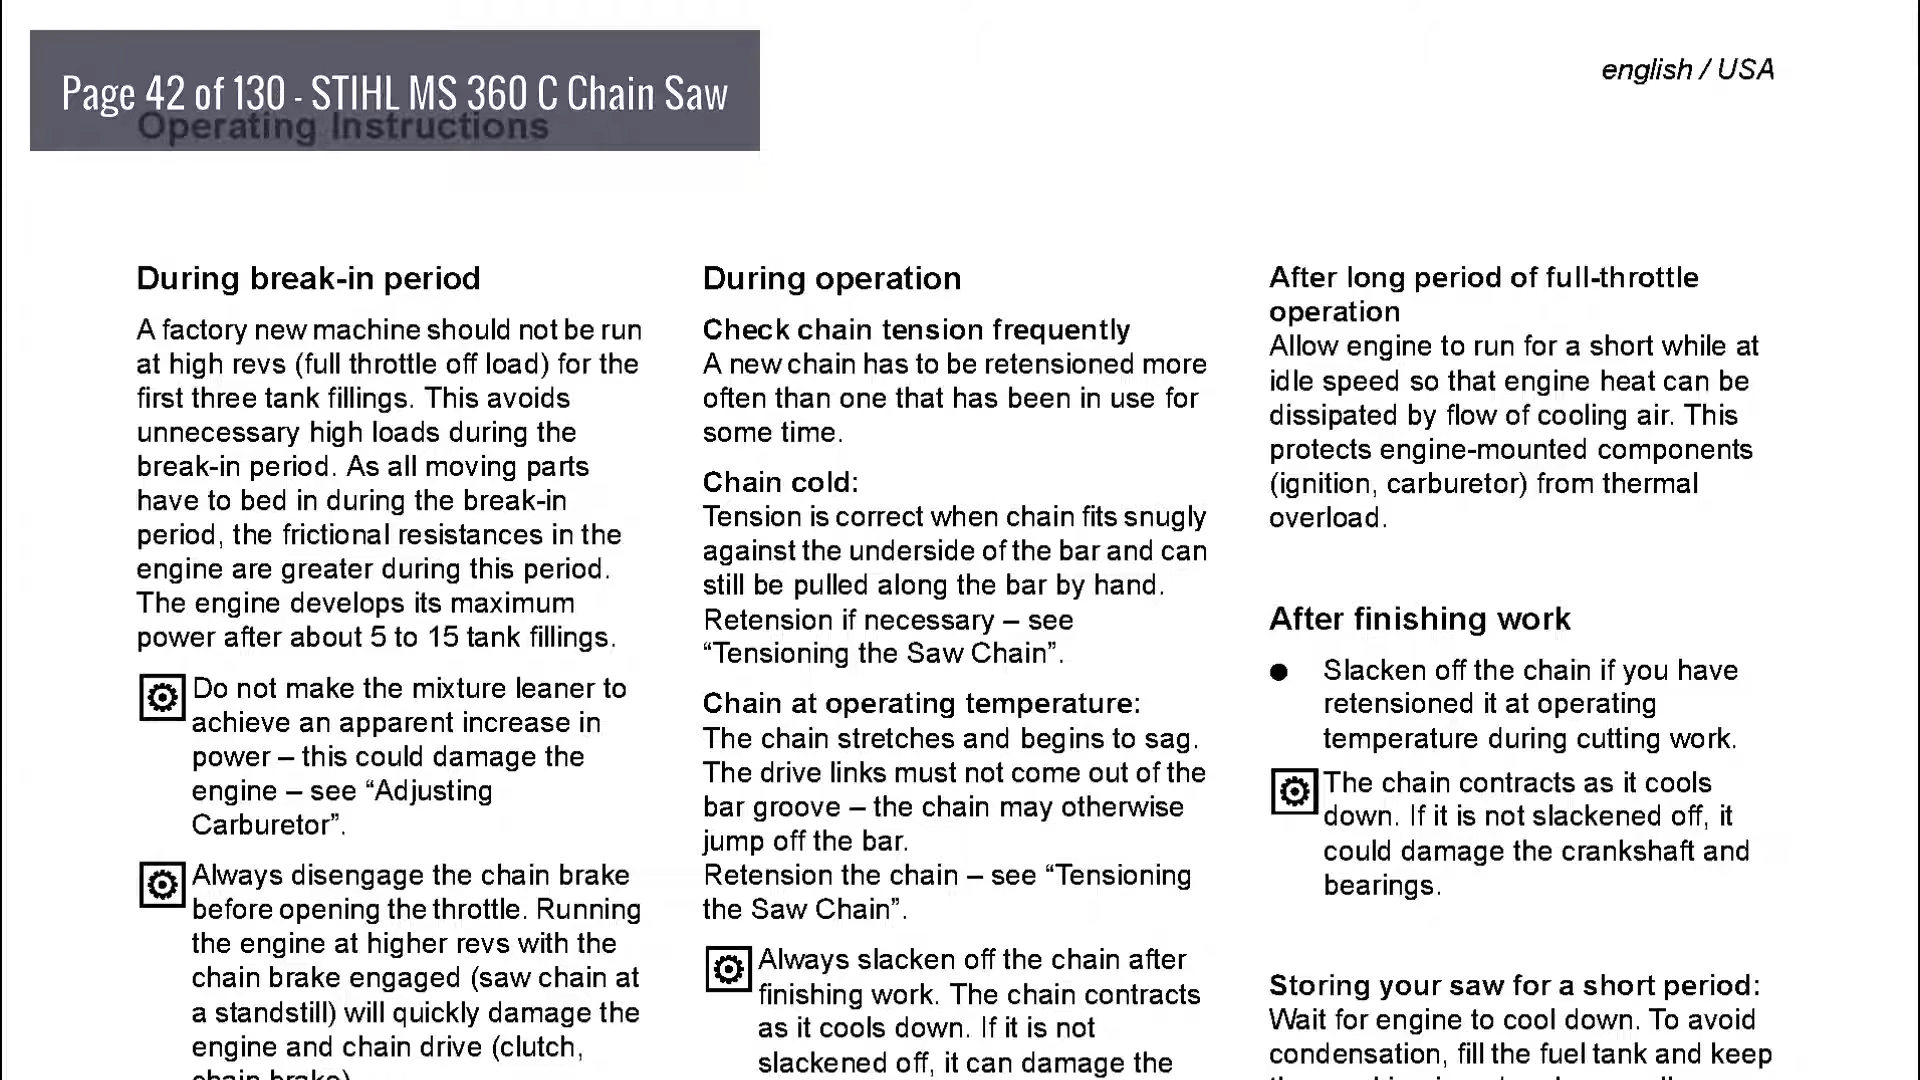 Page 42 of 130 - STIHL MS 360 C Chain Saw
Operating Instructions
english / USA
During break-in period
A factory new machine should not be run
at high revs (full throttle off load) for the
first three tank fillings. This avoids
unnecessary high loads during the
break-in period. As all moving parts
have to bed in during the break-in
period, the frictional resistances in the
engine are greater during this period.
The engine develops its maximum
power after about 5 to 15 tank fillings.
Do not make the mixture leaner to
achieve an apparent increase in
power – this could damage the
engine – see “Adjusting
Carburetor”.
Always disengage the chain brake
before opening the throttle. Running
the engine at higher revs with the
chain brake engaged (saw chain at
a standstill) will quickly damage the
engine and chain drive (clutch,
chain brake)
During operation
Check chain tension frequently
A new chain has to be retensioned more
often than one that has been in use for
some time.
Chain cold:
Tension is correct when chain fits snugly
against the underside of the bar and can
still be pulled along the bar by hand.
Retension if necessary – see
“Tensioning the Saw Chain”.
Chain at operating temperature:
The chain stretches and begins to sag.
The drive links must not come out of the
bar groove – the chain may otherwise
jump off the bar.
Retension the chain – see “Tensioning
the Saw Chain”.
Always slacken off the chain after
finishing work. The chain contracts
as it cools down. If it is not
slackened off, it can damage the
After long period of full-throttle
operation
Allow engine to run for a short while at
idle speed so that engine heat can be
dissipated by flow of cooling air. This
protects engine-mounted components
(ignition, carburetor) from thermal
overload.
After finishing work
● Slacken off the chain if you have
retensioned it at operating
temperature during cutting work.
The chain contracts as it cools
down. If it is not slackened off, it
could damage the crankshaft and
bearings.
Storing your saw for a short period:
Wait for engine to cool down. To avoid
condensation, fill the fuel tank and keep